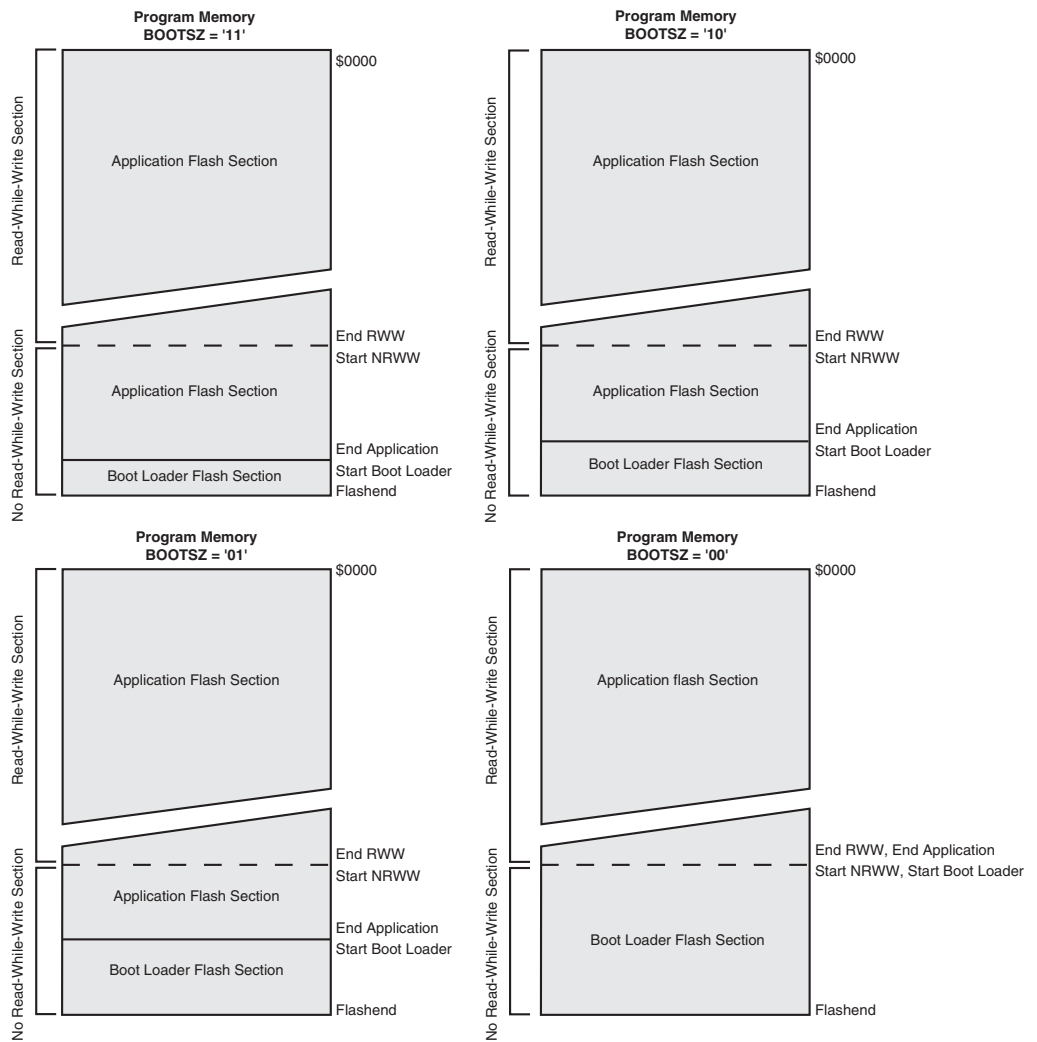 Program Memory
BOOTSZ = '11'
$0000
Read-While-Write Section
Application Flash Section
End RWW
Start NRWW
No Read-While-Write Section
Application Flash Section
End Application
Start Boot Loader
Boot Loader Flash Section
Flashend
Program Memory
BOOTSZ = '10'
$0000
Read-While-Write Section
Application Flash Section
End RWW
Start NRWW
No Read-While-Write Section
Application Flash Section
End Application
Start Boot Loader
Boot Loader Flash Section
Flashend
Program Memory
BOOTSZ = '01'
$0000
Read-While-Write Section
Application Flash Section
End RWW
Start NRWW
No Read-While-Write Section
Application Flash Section
End Application
Start Boot Loader
Boot Loader Flash Section
Flashend
Program Memory
BOOTSZ = '00'
$0000
Read-While-Write Section
Application flash Section
End RWW, End Application
Start NRWW, Start Boot Loader
No Read-While-Write Section
Boot Loader Flash Section
Flashend